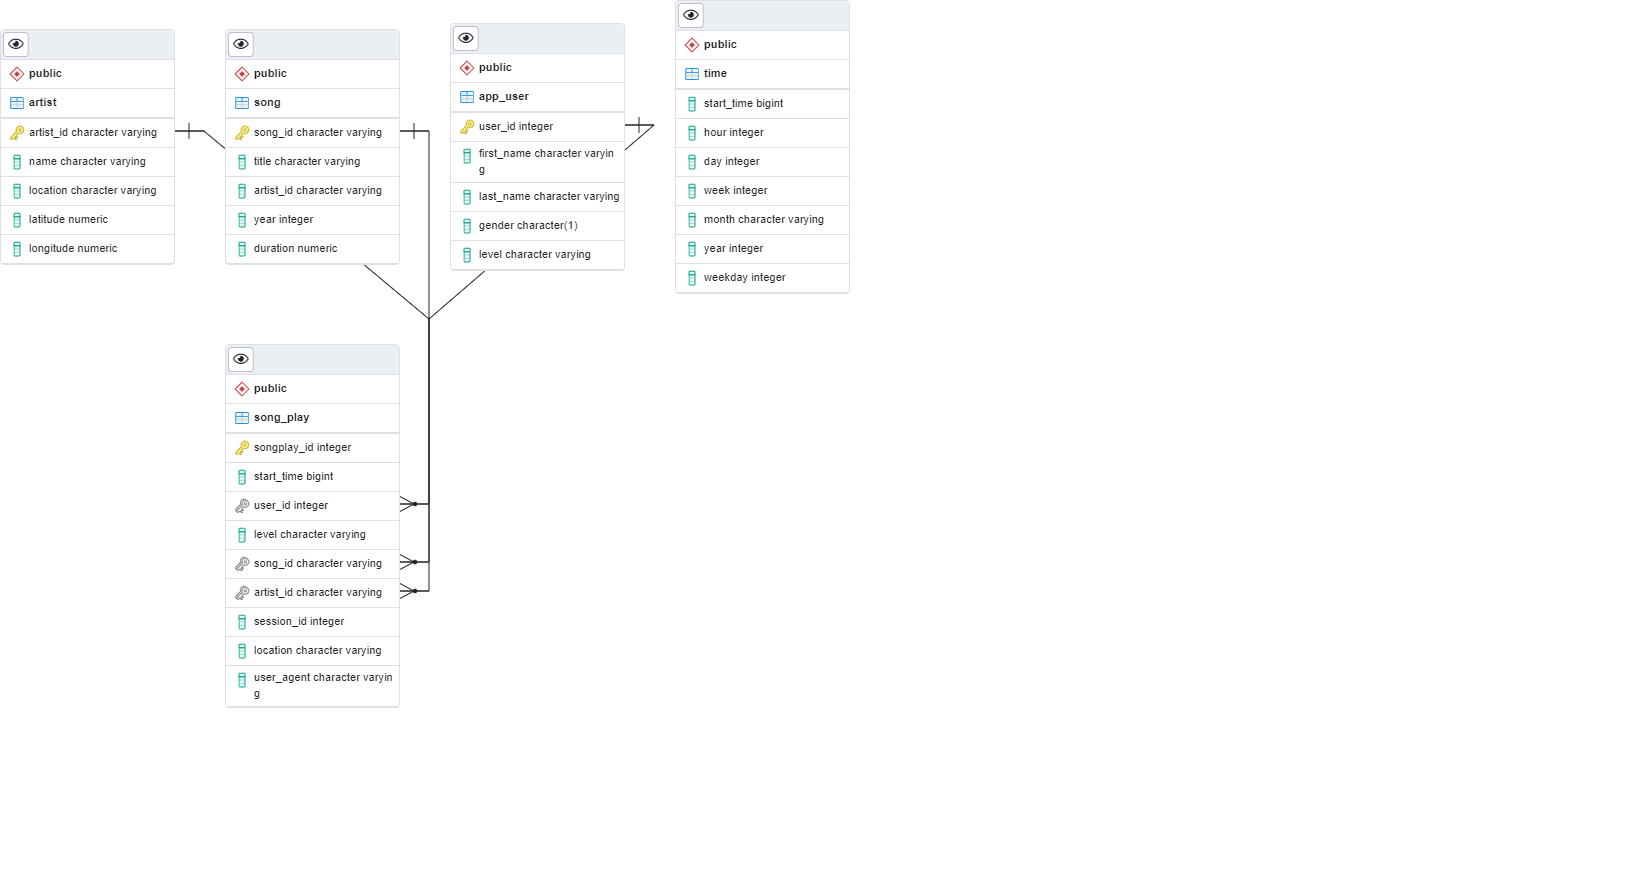 public
artist
artist_id character varying
name character varying
location character varying
latitude numeric
longitude numeric
public
song
song_id character varying
title character varying
artist_id character varying
year integer
duration numeric
public
app_user
user_id integer
first_name character varyin
g
last_name character varying
gender character(1)
level character varying
public
time
start_time bigint
hour integer
day integer
week integer
month character varying
year integer
weekday integer
public
song_play
songplay_id integer
start_time bigint
user_id integer
level character varying
song_id character varying
artist_id character varying
session_id integer
location character varying
user_agent character varyin
g